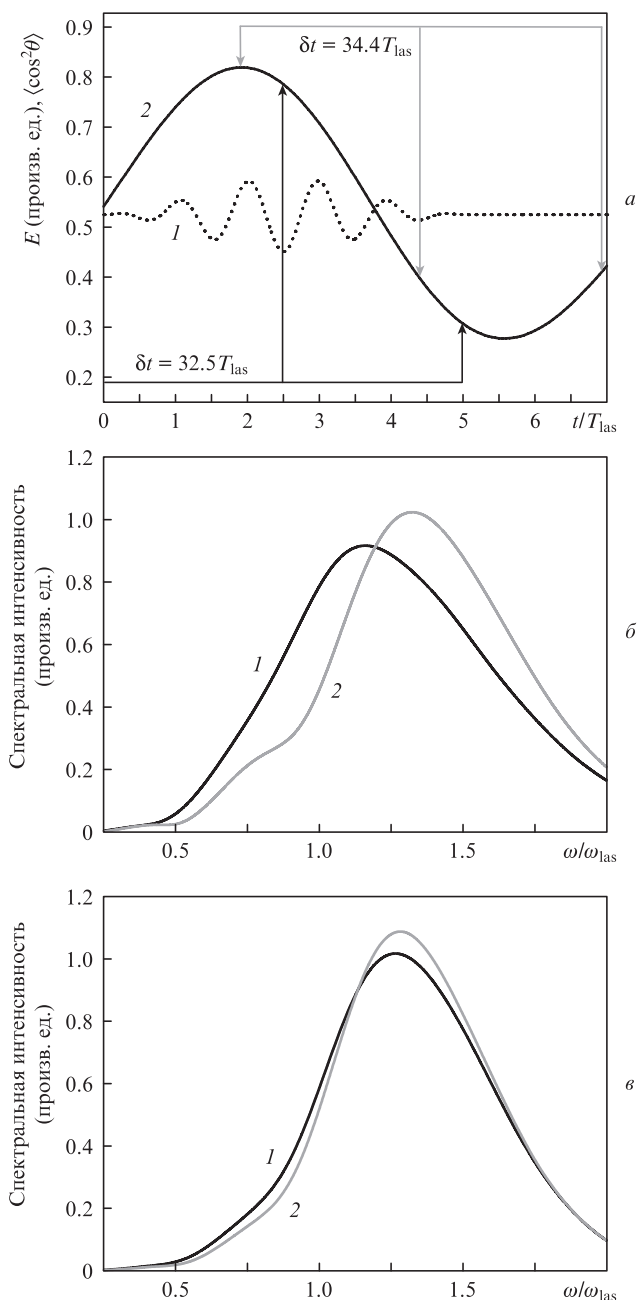 E (произв. ед.), ⟨cos²θ⟩
0.9
0.8
0.7
0.6
0.5
0.4
0.3
0.2
δt = 34.4T_las
2
1
δt = 32.5T_las
0 1 2 3 4 5 6 t/T_las
а
Спектральная интенсивность
(произв. ед.)
1.2
1.0
0.8
0.6
0.4
0.2
0
1
2
0.5 1.0 1.5 ω/ω_las
б
Спектральная интенсивность
(произв. ед.)
1.2
1.0
0.8
0.6
0.4
0.2
0
1
2
0.5 1.0 1.5 ω/ω_las
в